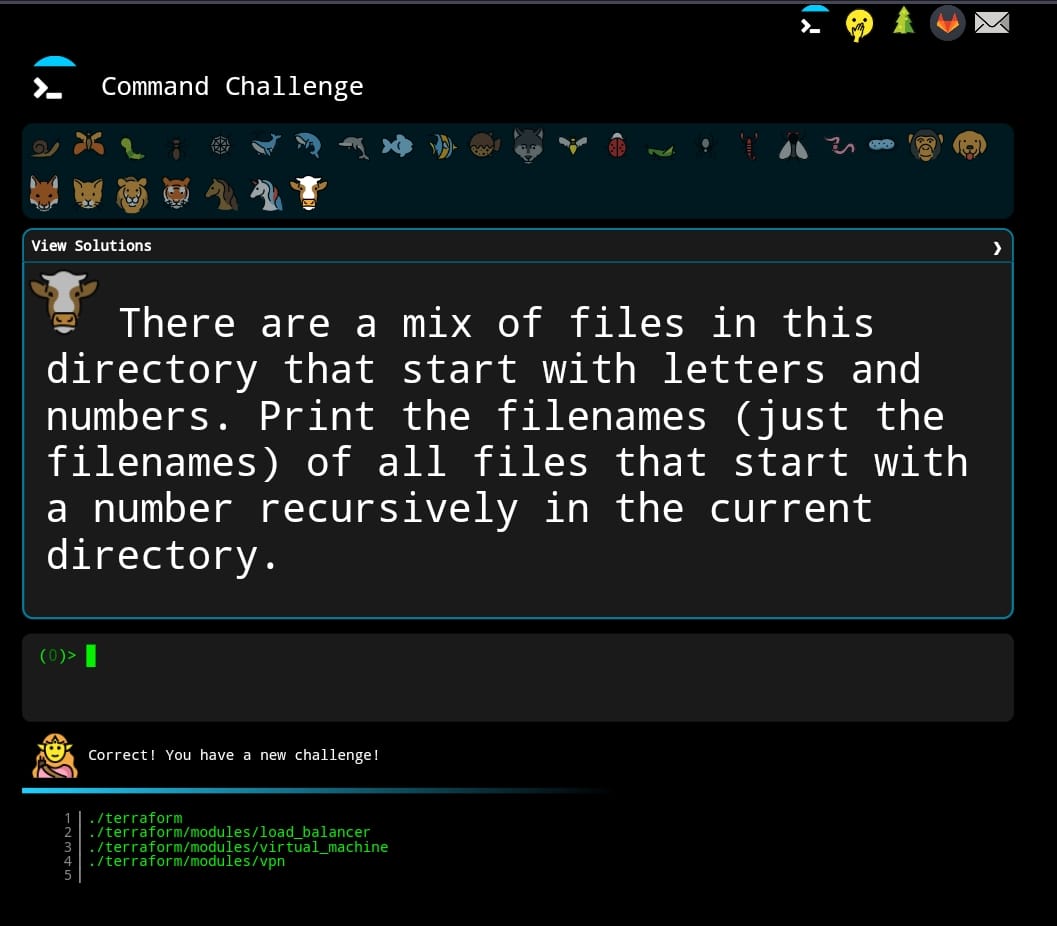 Command Challenge
View Solutions
There are a mix of files in this
directory that start with letters and
numbers. Print the filenames (just the
filenames) of all files that start with
a number recursively in the current
directory.
(0)>
Correct! You have a new challenge!
1 ./terraform
2 ./terraform/modules/load_balancer
3 ./terraform/modules/virtual_machine
4 ./terraform/modules/vpn
5